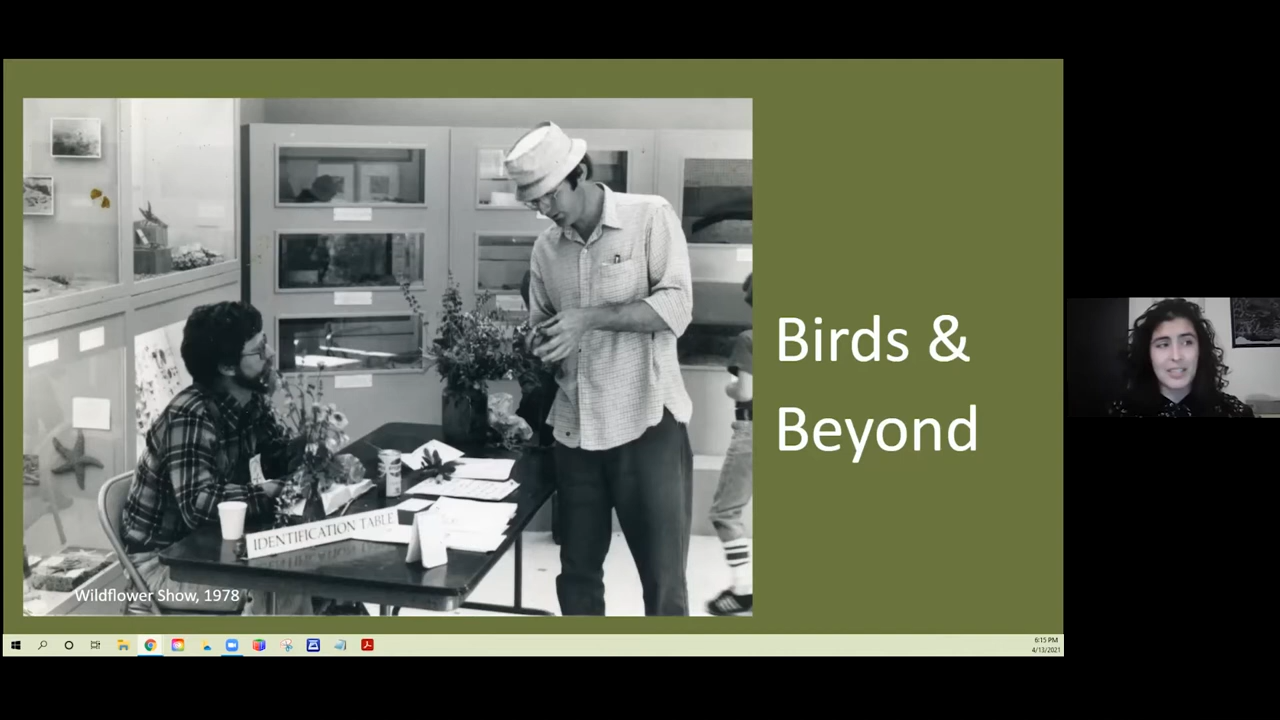 Birds &
Beyond
IDENTIFICATION TABLE
Wildflower Show, 1978
6:15 PM
4/13/2021